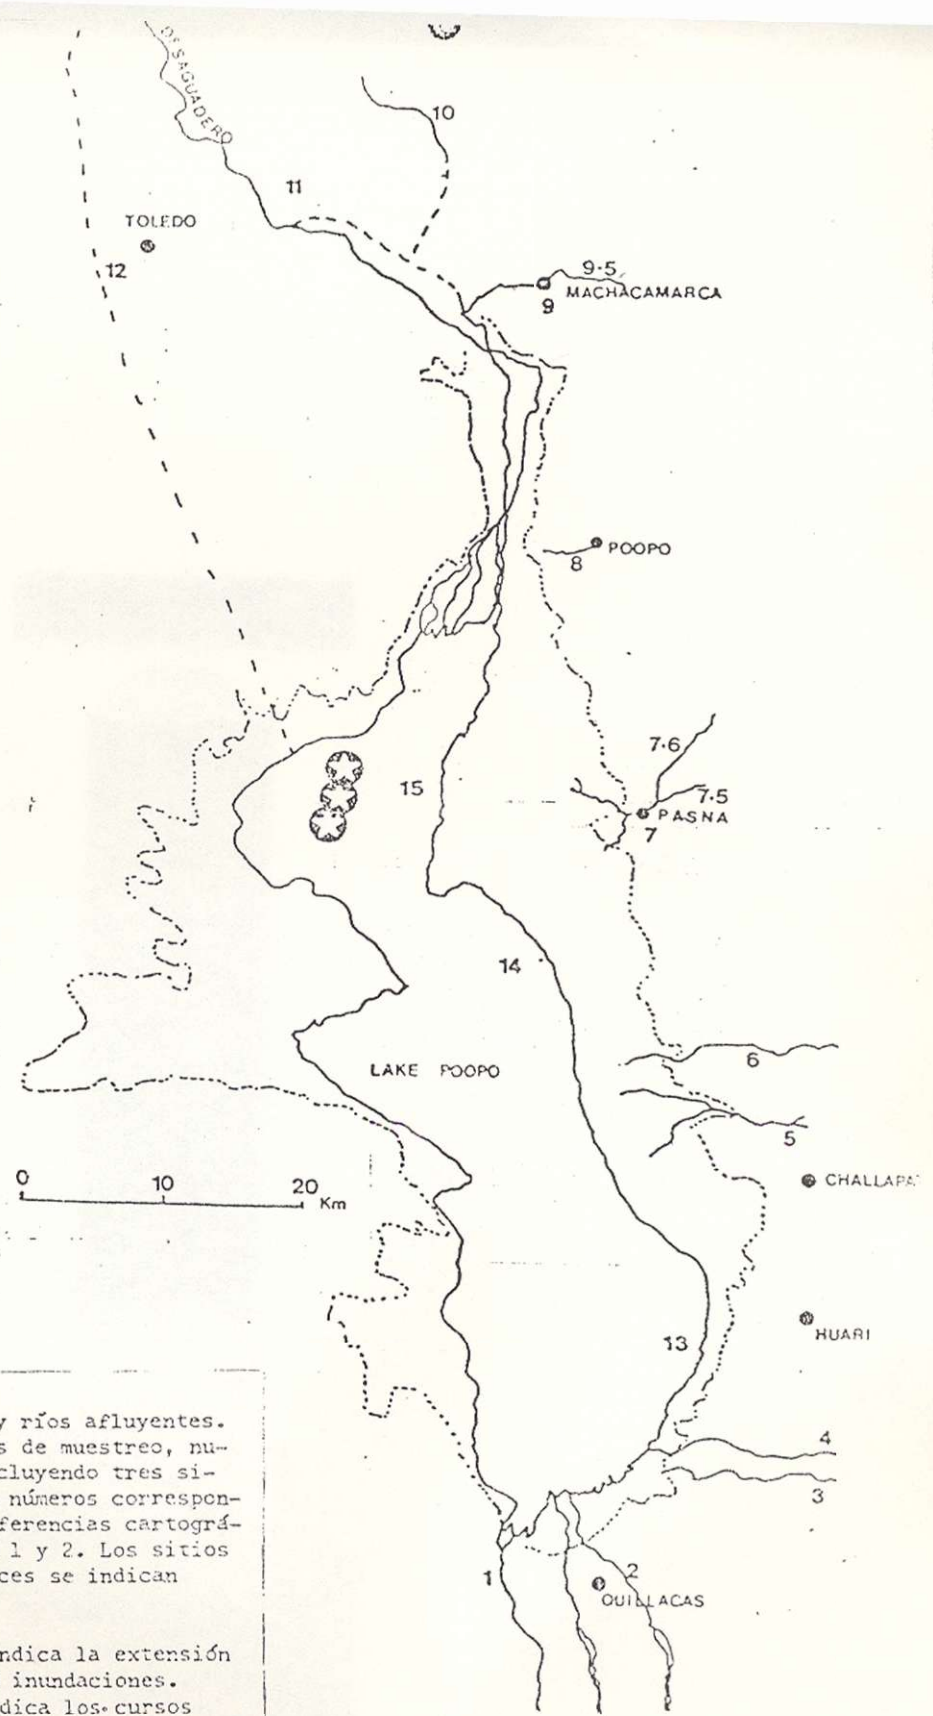 DESAGUADERO
10
11
TOLEDO
12
9·5
MACHACAMARCA
9
POOPO
8
7·6
7·5
PASNA
7
15
14
LAKE POOPO
6
5
0 10 20 Km
CHALLAPA
HUARI
13
4
3
1
2
QUILLACAS
y ríos afluyentes.
s de muestreo, nu-
cluyendo tres si-
números correspon-
ferencias cartográ-
1 y 2. Los sitios
ces se indican
ndica la extensión
inundaciones.
dica los cursos